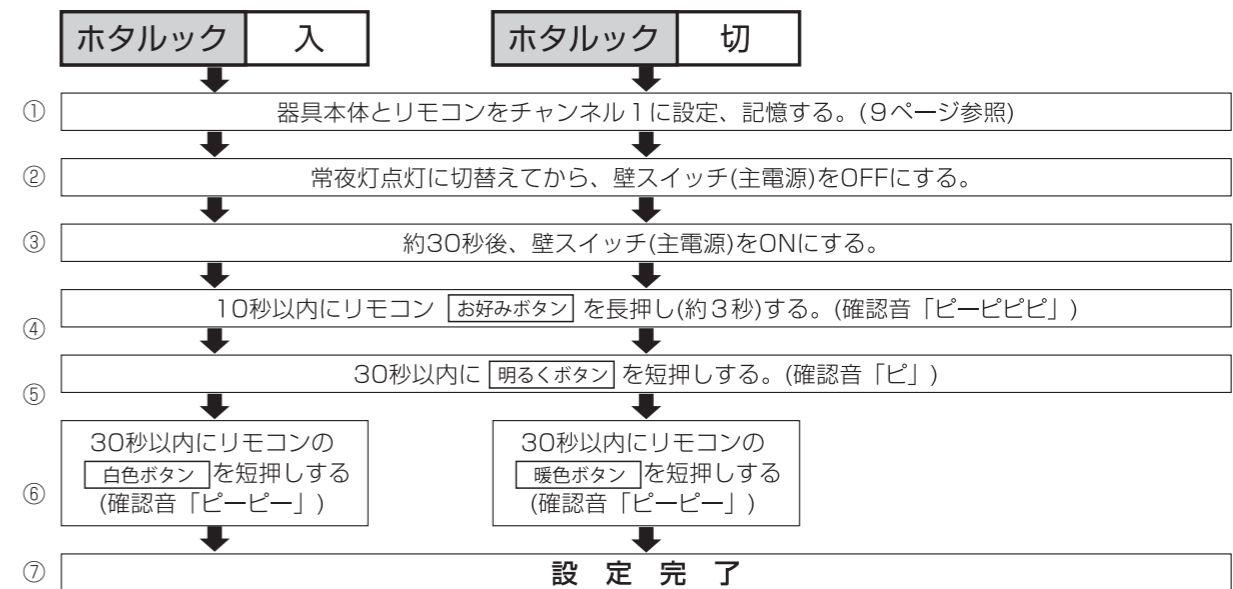 ホタルック 入 ホタルック 切
① 器具本体とリモコンをチャンネル1に設定、記憶する。(9ページ参照)
② 常夜灯点灯に切替えてから、壁スイッチ(主電源)をOFFにする。
③ 約30秒後、壁スイッチ(主電源)をONにする。
④ 10秒以内にリモコン お好みボタン を長押し(約3秒)する。(確認音「ピーピピピ」)
⑤ 30秒以内に 明るくボタン を短押しする。(確認音「ピ」)
⑥
30秒以内にリモコンの
白色ボタン を短押しする
(確認音「ピーピー」)
30秒以内にリモコンの
暖色ボタン を短押しする
(確認音「ピーピー」)
⑦ 設 定 完 了